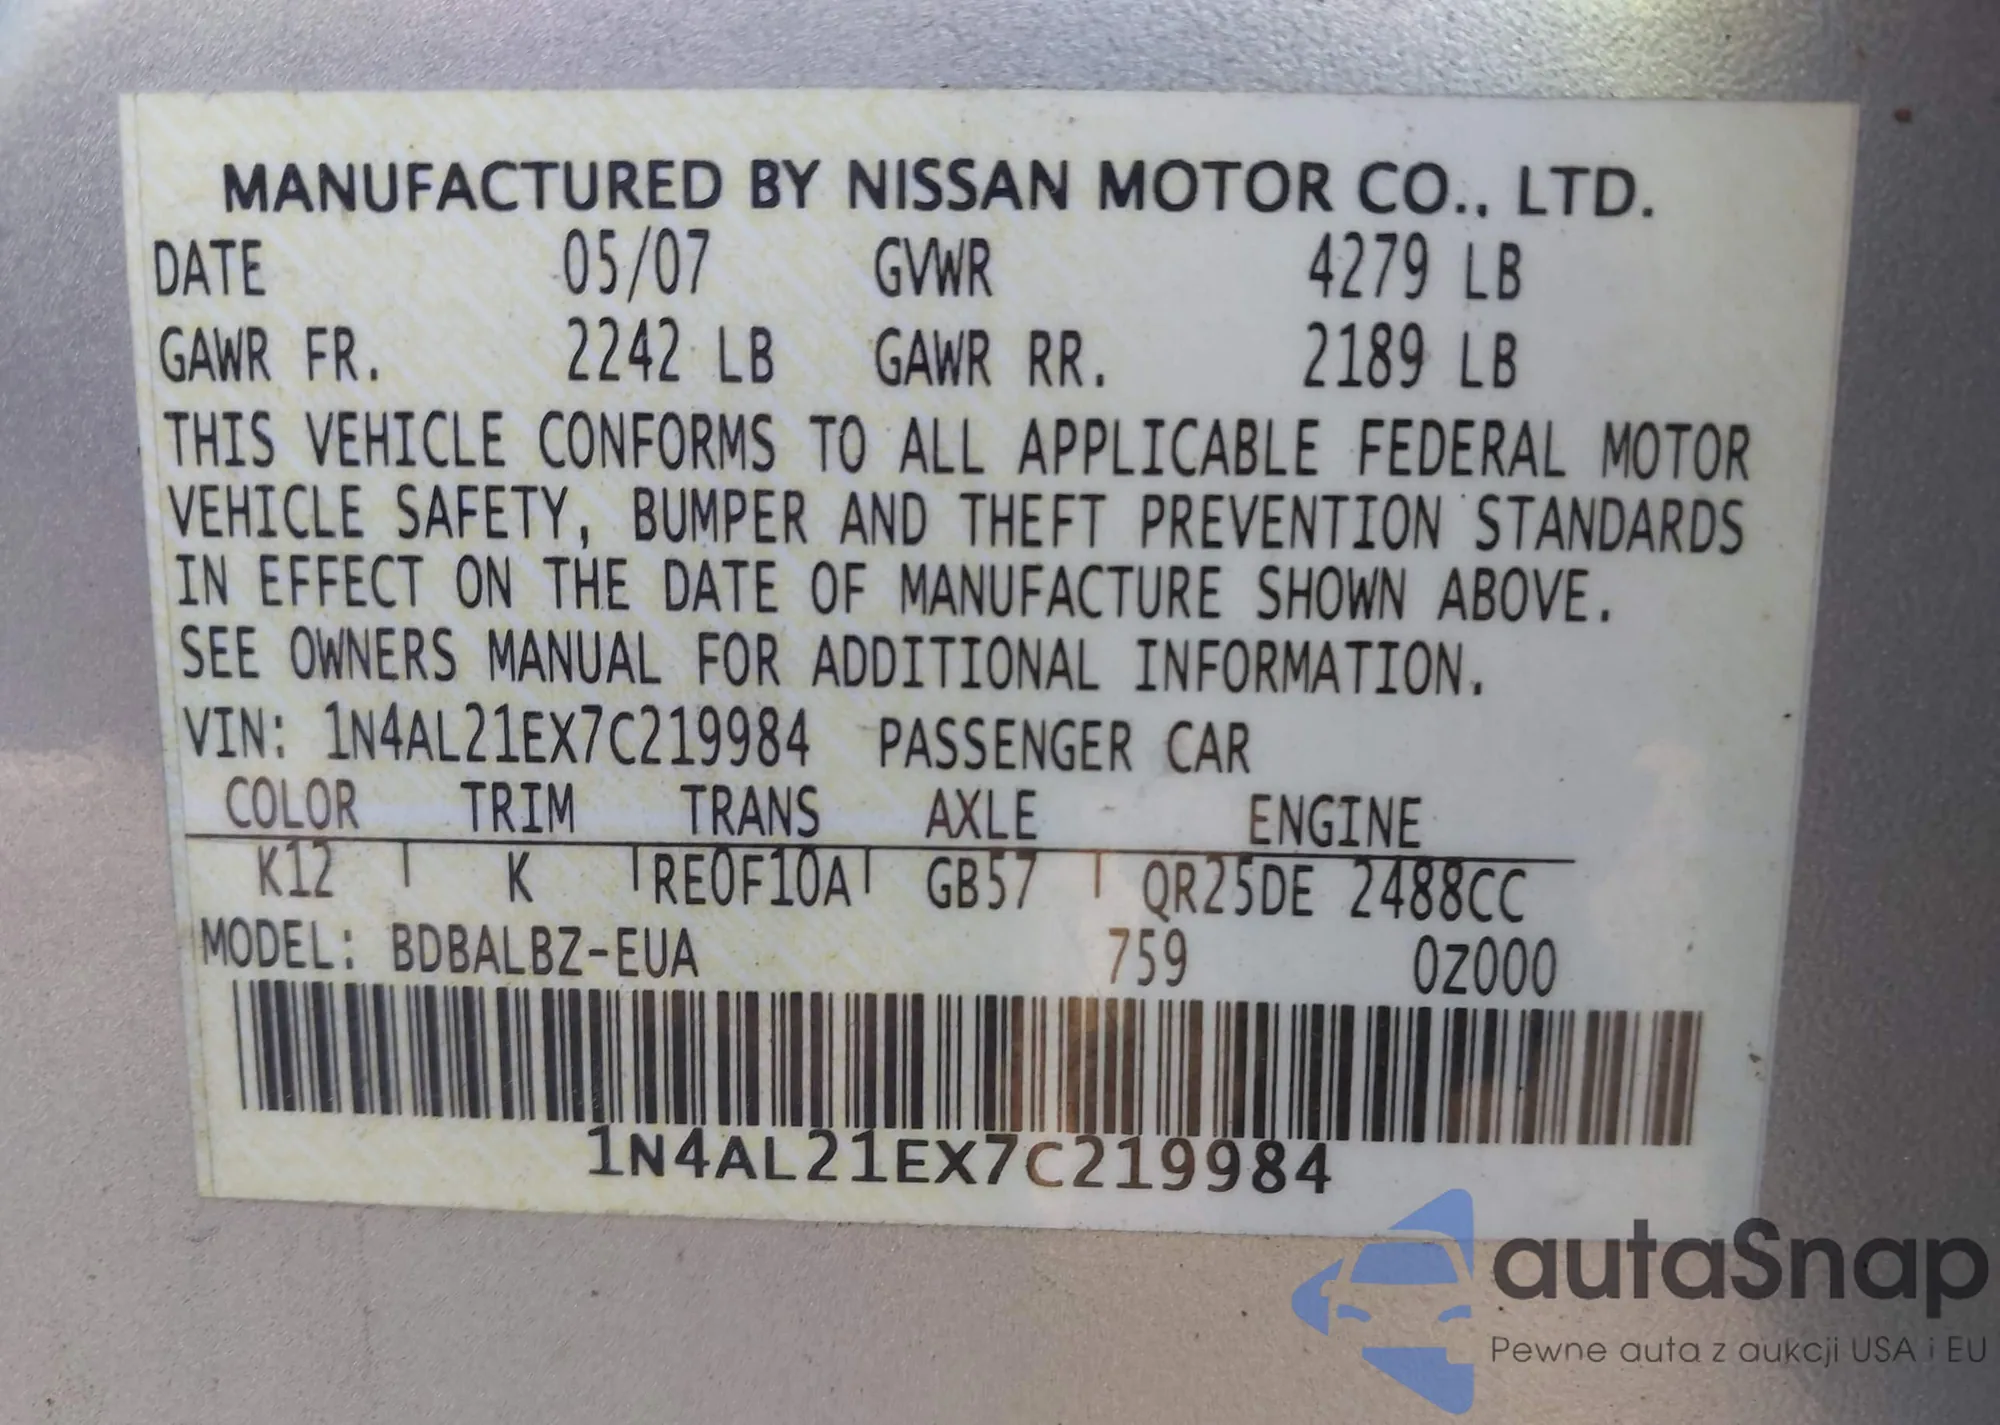 MANUFACTURED BY NISSAN MOTOR CO., LTD.
DATE 05/07 GVWR 4279 LB
GAWR FR. 2242 LB GAWR RR. 2189 LB
THIS VEHICLE CONFORMS TO ALL APPLICABLE FEDERAL MOTOR
VEHICLE SAFETY, BUMPER AND THEFT PREVENTION STANDARDS
IN EFFECT ON THE DATE OF MANUFACTURE SHOWN ABOVE.
SEE OWNERS MANUAL FOR ADDITIONAL INFORMATION.
VIN: 1N4AL21EX7C219984 PASSENGER CAR
COLOR TRIM TRANS AXLE ENGINE
K12 K RE0F10A GB57 QR25DE 2488CC
MODEL: BDBALBZ-EUA 759 0Z000
1N4AL21EX7C219984
autaSnap
Pewne auta z aukcji USA i EU